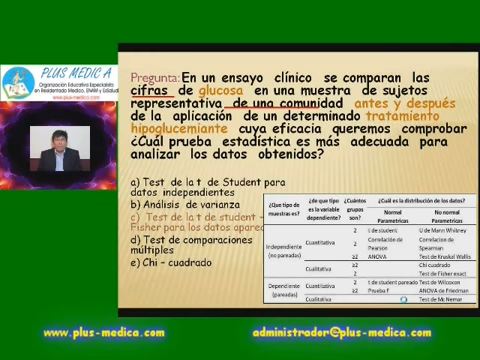 PLUS MEDIC A
Organización Educativa Especialista
en Residentado Medico, ENAM y EsSalud
www.plus-medica.com
Pregunta: En un ensayo clínico se comparan las
cifras de glucosa en una muestra de sujetos
representativa de una comunidad antes y después
de la aplicación de un determinado tratamiento
hipoglucemiante cuya eficacia queremos comprobar
¿Cuál prueba estadística es más adecuada para
analizar los datos obtenidos?
a) Test de la t de Student para
datos independientes
b) Análisis de varianza
c) Test de la t de student –
Fisher para los datos apare
d) Test de comparaciones
múltiples
e) Chi – cuadrado
¿Que tipo de muestras es? ¿de que tipo es la variable dependiente? ¿Cuántos grupos son? ¿Cuál es la distribución de los datos?
Normal Parametricas No normal No Parametricas
Independiente (no pareadas) Cuantitativa 2 t de student U de Mann Whitney
2 Correlación de Pearson Correlacion de Spearman
≥2 ANOVA Test de Kruskal Wallis
Cualitativa ≥2 Chi cuadrado
2 Test de Fisher exact
Dependiente (pareadas) Cuantitativa 2 t de student pareado Test de Wilcoxon
≥2 Prueba F ANOVA de Friedman
Cualitativa 2 Test de Mc Nemar
www.plus-medica.com administrador@plus-medica.com